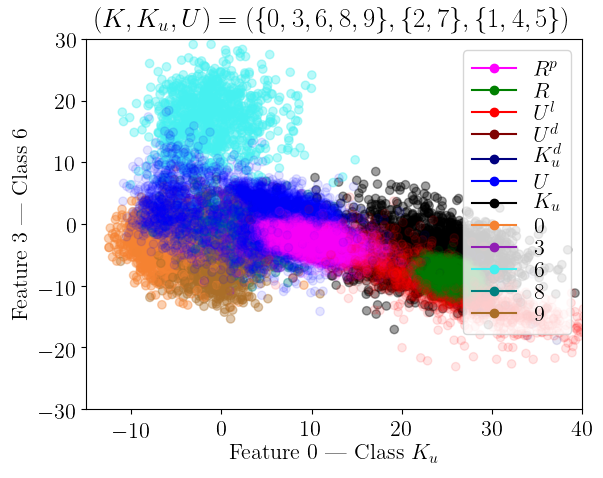 (K, K_u, U) = ({0, 3, 6, 8, 9}, {2, 7}, {1, 4, 5})
Feature 3 — Class 6
30
20
10
0
−10
−20
−30
R^p
R
U^l
U^d
K_u^d
U
K_u
0
3
6
8
9
−10 0 10 20 30 40
Feature 0 — Class K_u